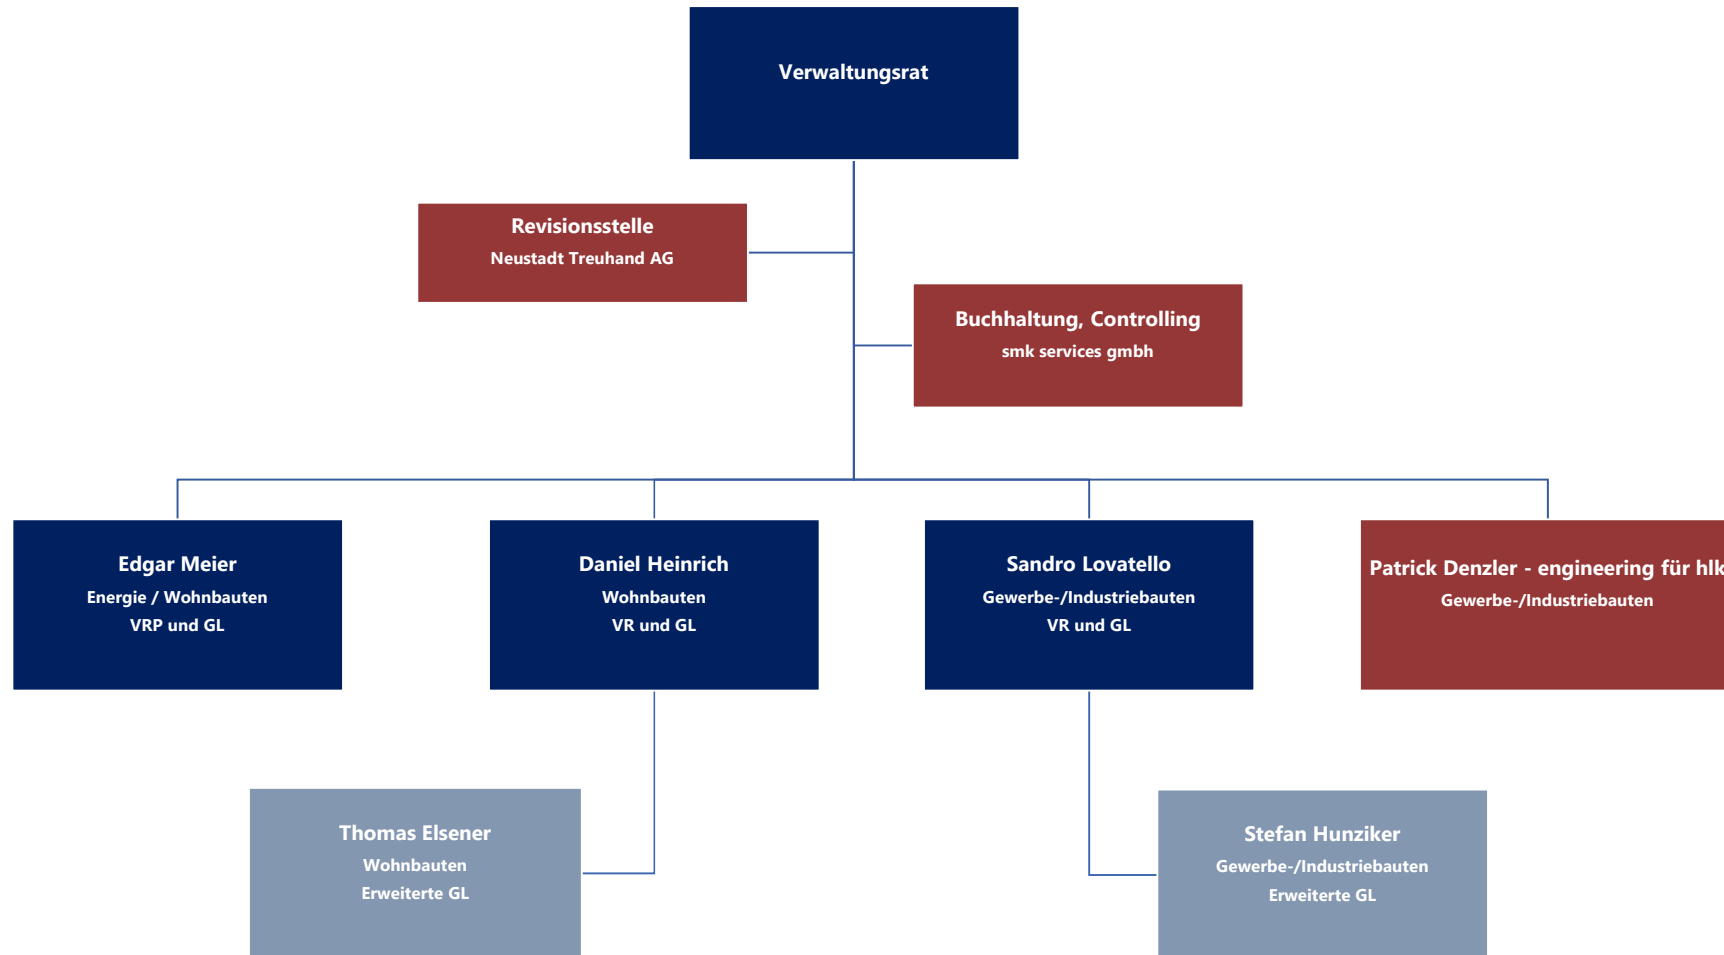 Verwaltungsrat
Revisionsstelle
Neustadt Treuhand AG
Buchhaltung, Controlling
smk services gmbh
Edgar Meier
Energie / Wohnbauten
VRP und GL
Daniel Heinrich
Wohnbauten
VR und GL
Sandro Lovatello
Gewerbe-/Industriebauten
VR und GL
Patrick Denzler - engineering für hlk
Gewerbe-/Industriebauten
Thomas Elsener
Wohnbauten
Erweiterte GL
Stefan Hunziker
Gewerbe-/Industriebauten
Erweiterte GL